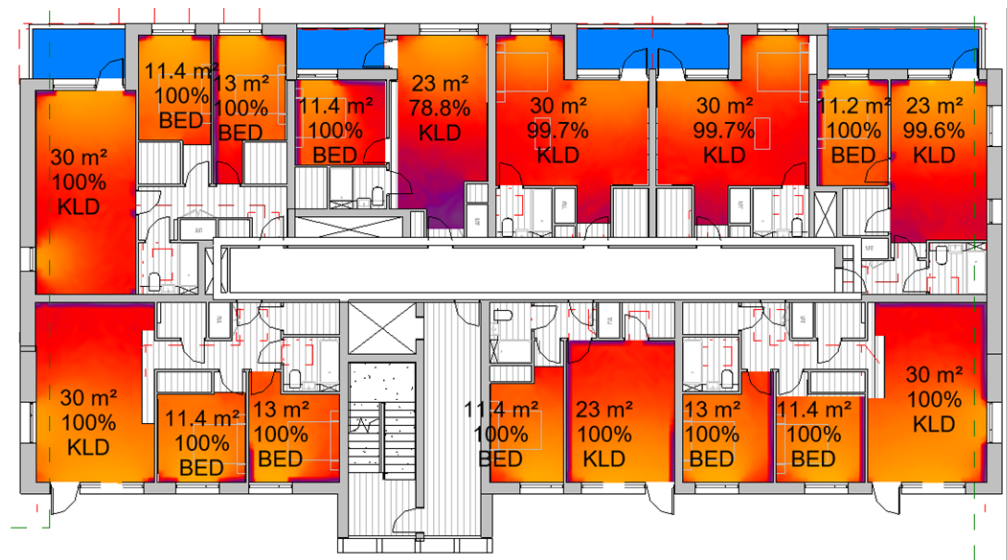 11.4 m²
100%
BED
13 m²
100%
BED
11.4 m²
100%
BED
23 m²
78.8%
KLD
30 m²
99.7%
KLD
30 m²
99.7%
KLD
11.2 m²
100%
BED
23 m²
99.6%
KLD
30 m²
100%
KLD
30 m²
100%
KLD
11.4 m²
100%
BED
13 m²
100%
BED
11.4 m²
100%
BED
23 m²
100%
KLD
13 m²
100%
BED
11.4 m²
100%
BED
30 m²
100%
KLD